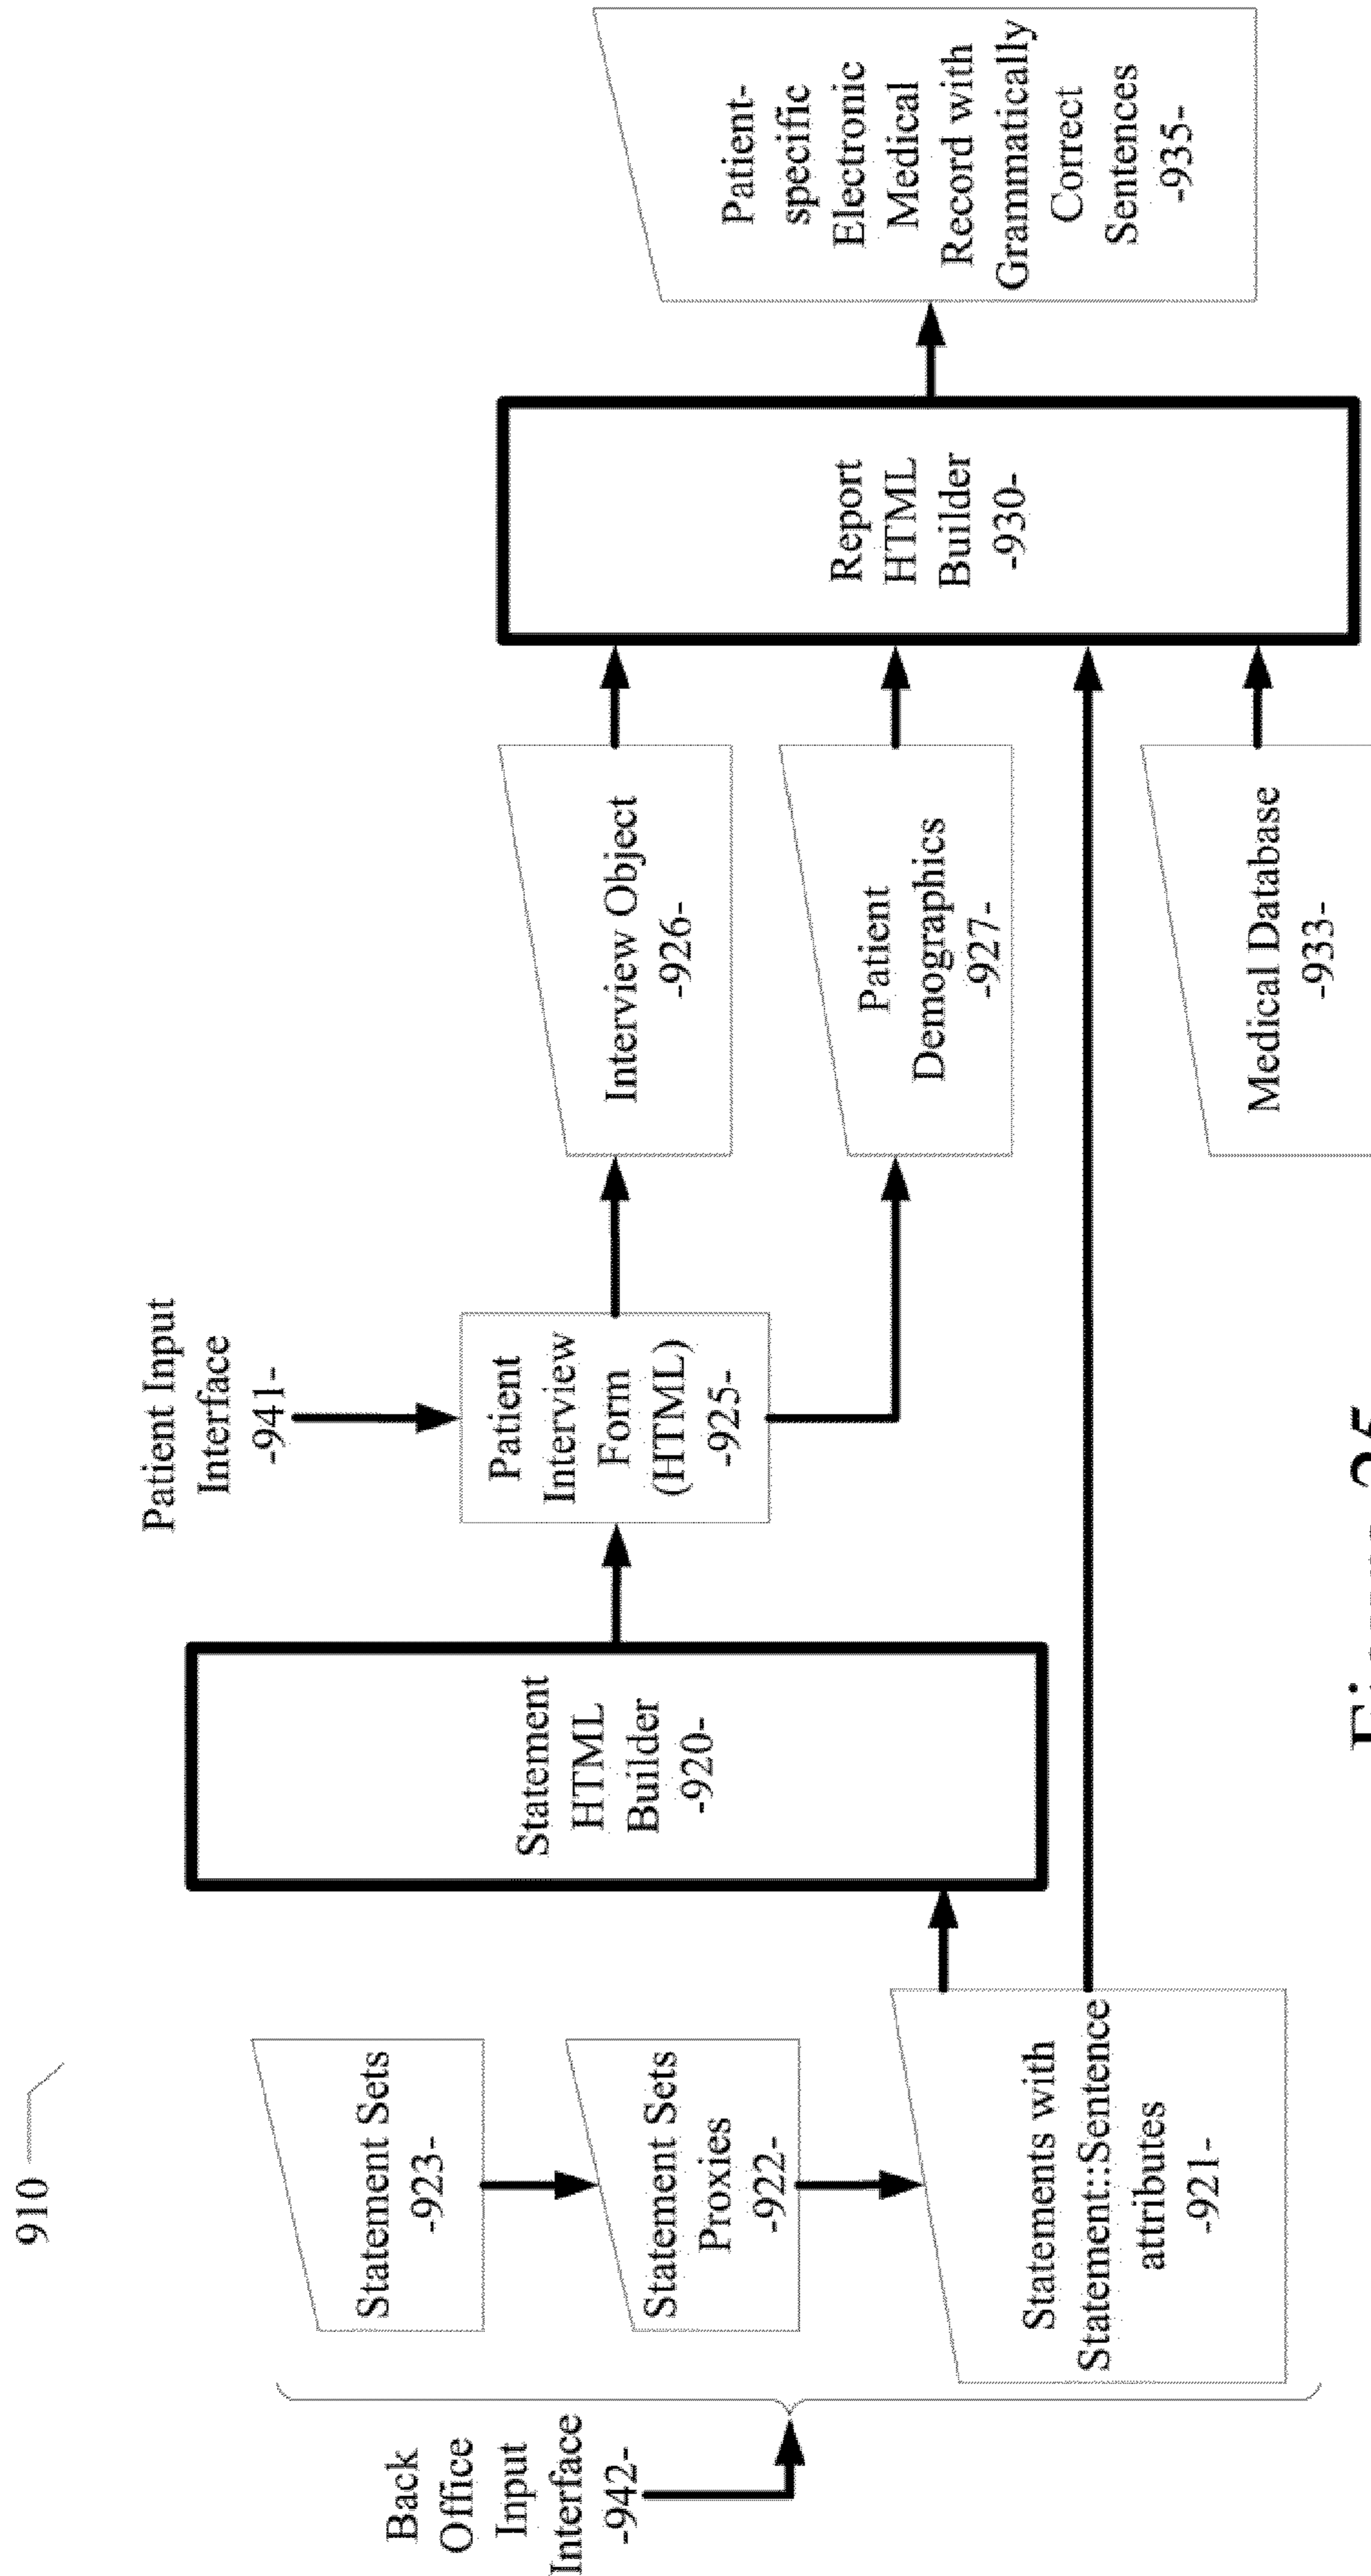 910
Back
Office
Input
Interface
-942-
Statement Sets
-923-
Statement Sets
Proxies
-922-
Statements with
Statement::Sentence
attributes
-921-
Statement
HTML
Builder
-920-
Patient Input
Interface
-941-
Patient
Interview
Form
(HTML)
-925-
Interview Object
-926-
Patient
Demographics
-927-
Medical Database
-933-
Report
HTML
Builder
-930-
Patient-
specific
Electronic
Medical
Record with
Grammatically
Correct
Sentences
-935-